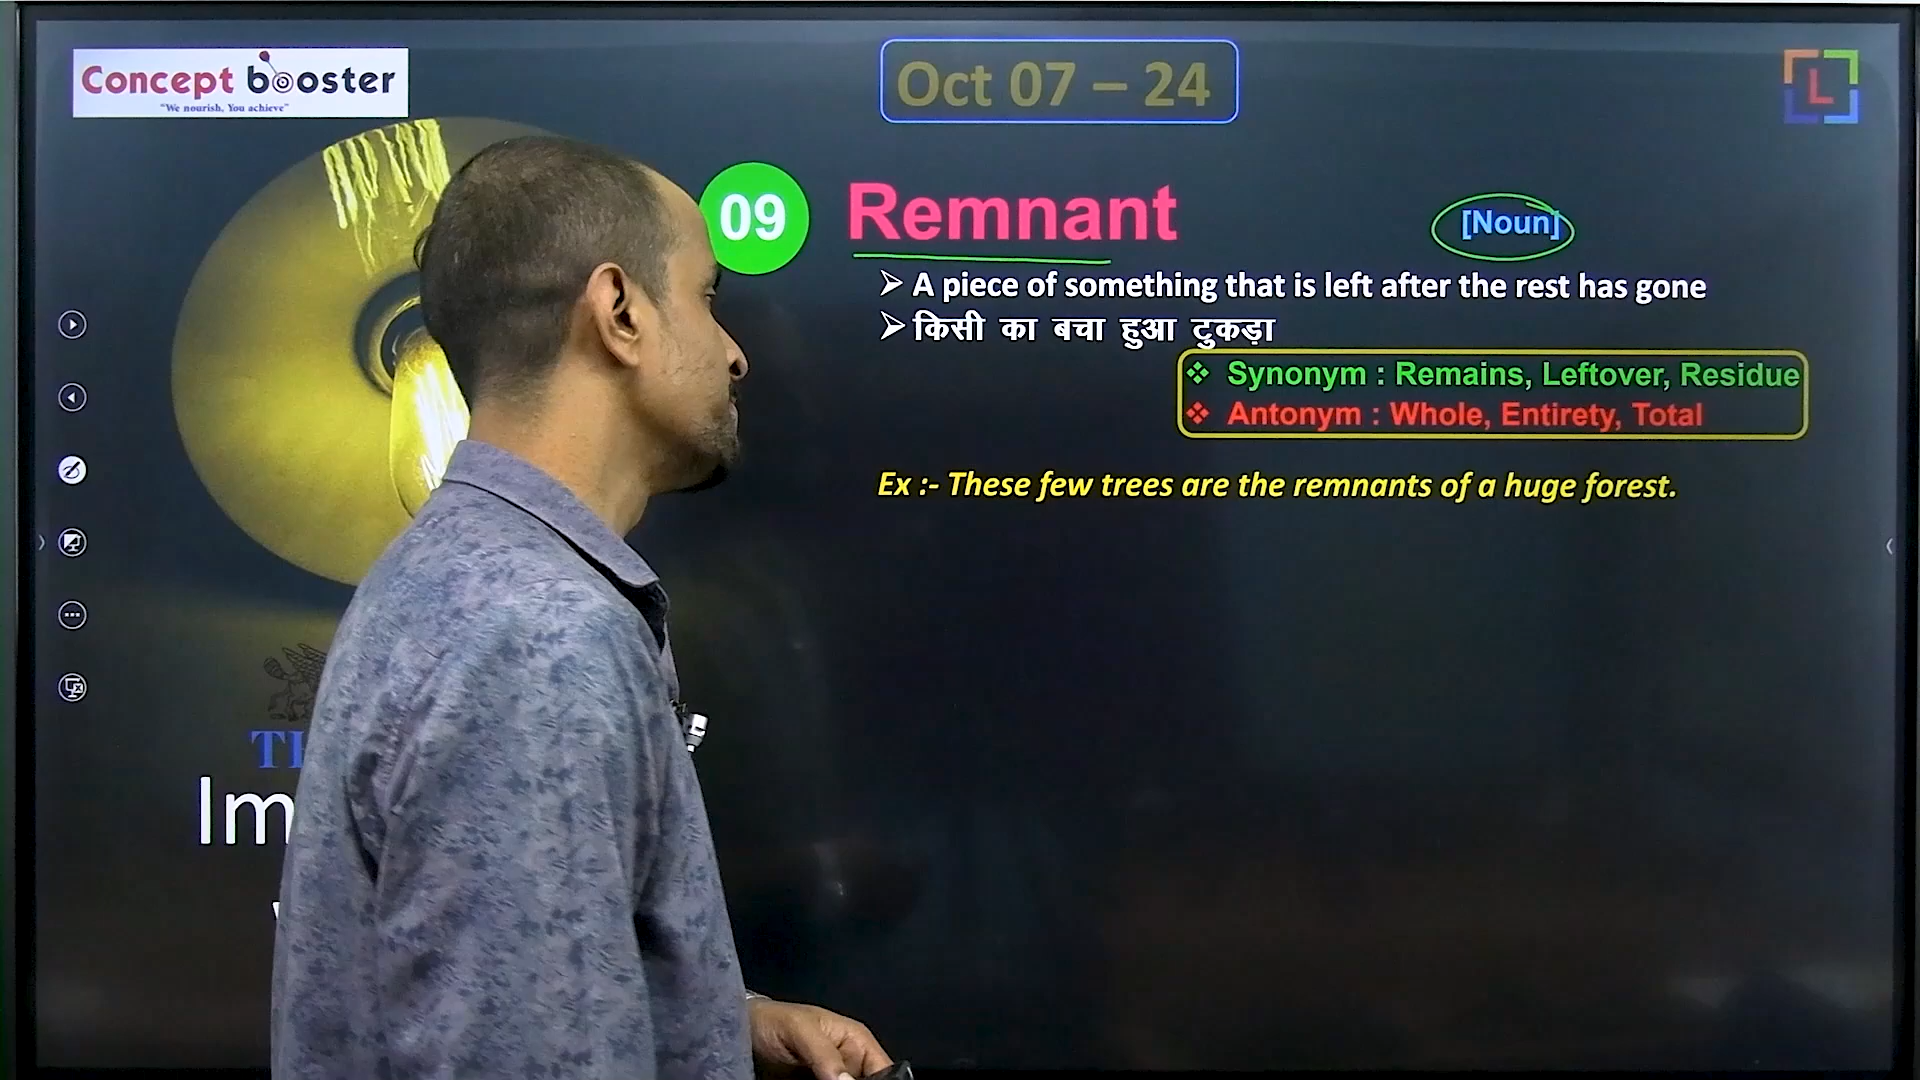 Concept booster
"We nourish, You achieve"
Oct 07 – 24
L
09
Remnant
[Noun]
➢ A piece of something that is left after the rest has gone
➢ किसी का बचा हुआ टुकड़ा
❖ Synonym : Remains, Leftover, Residue
❖ Antonym : Whole, Entirety, Total
Ex :- These few trees are the remnants of a huge forest.